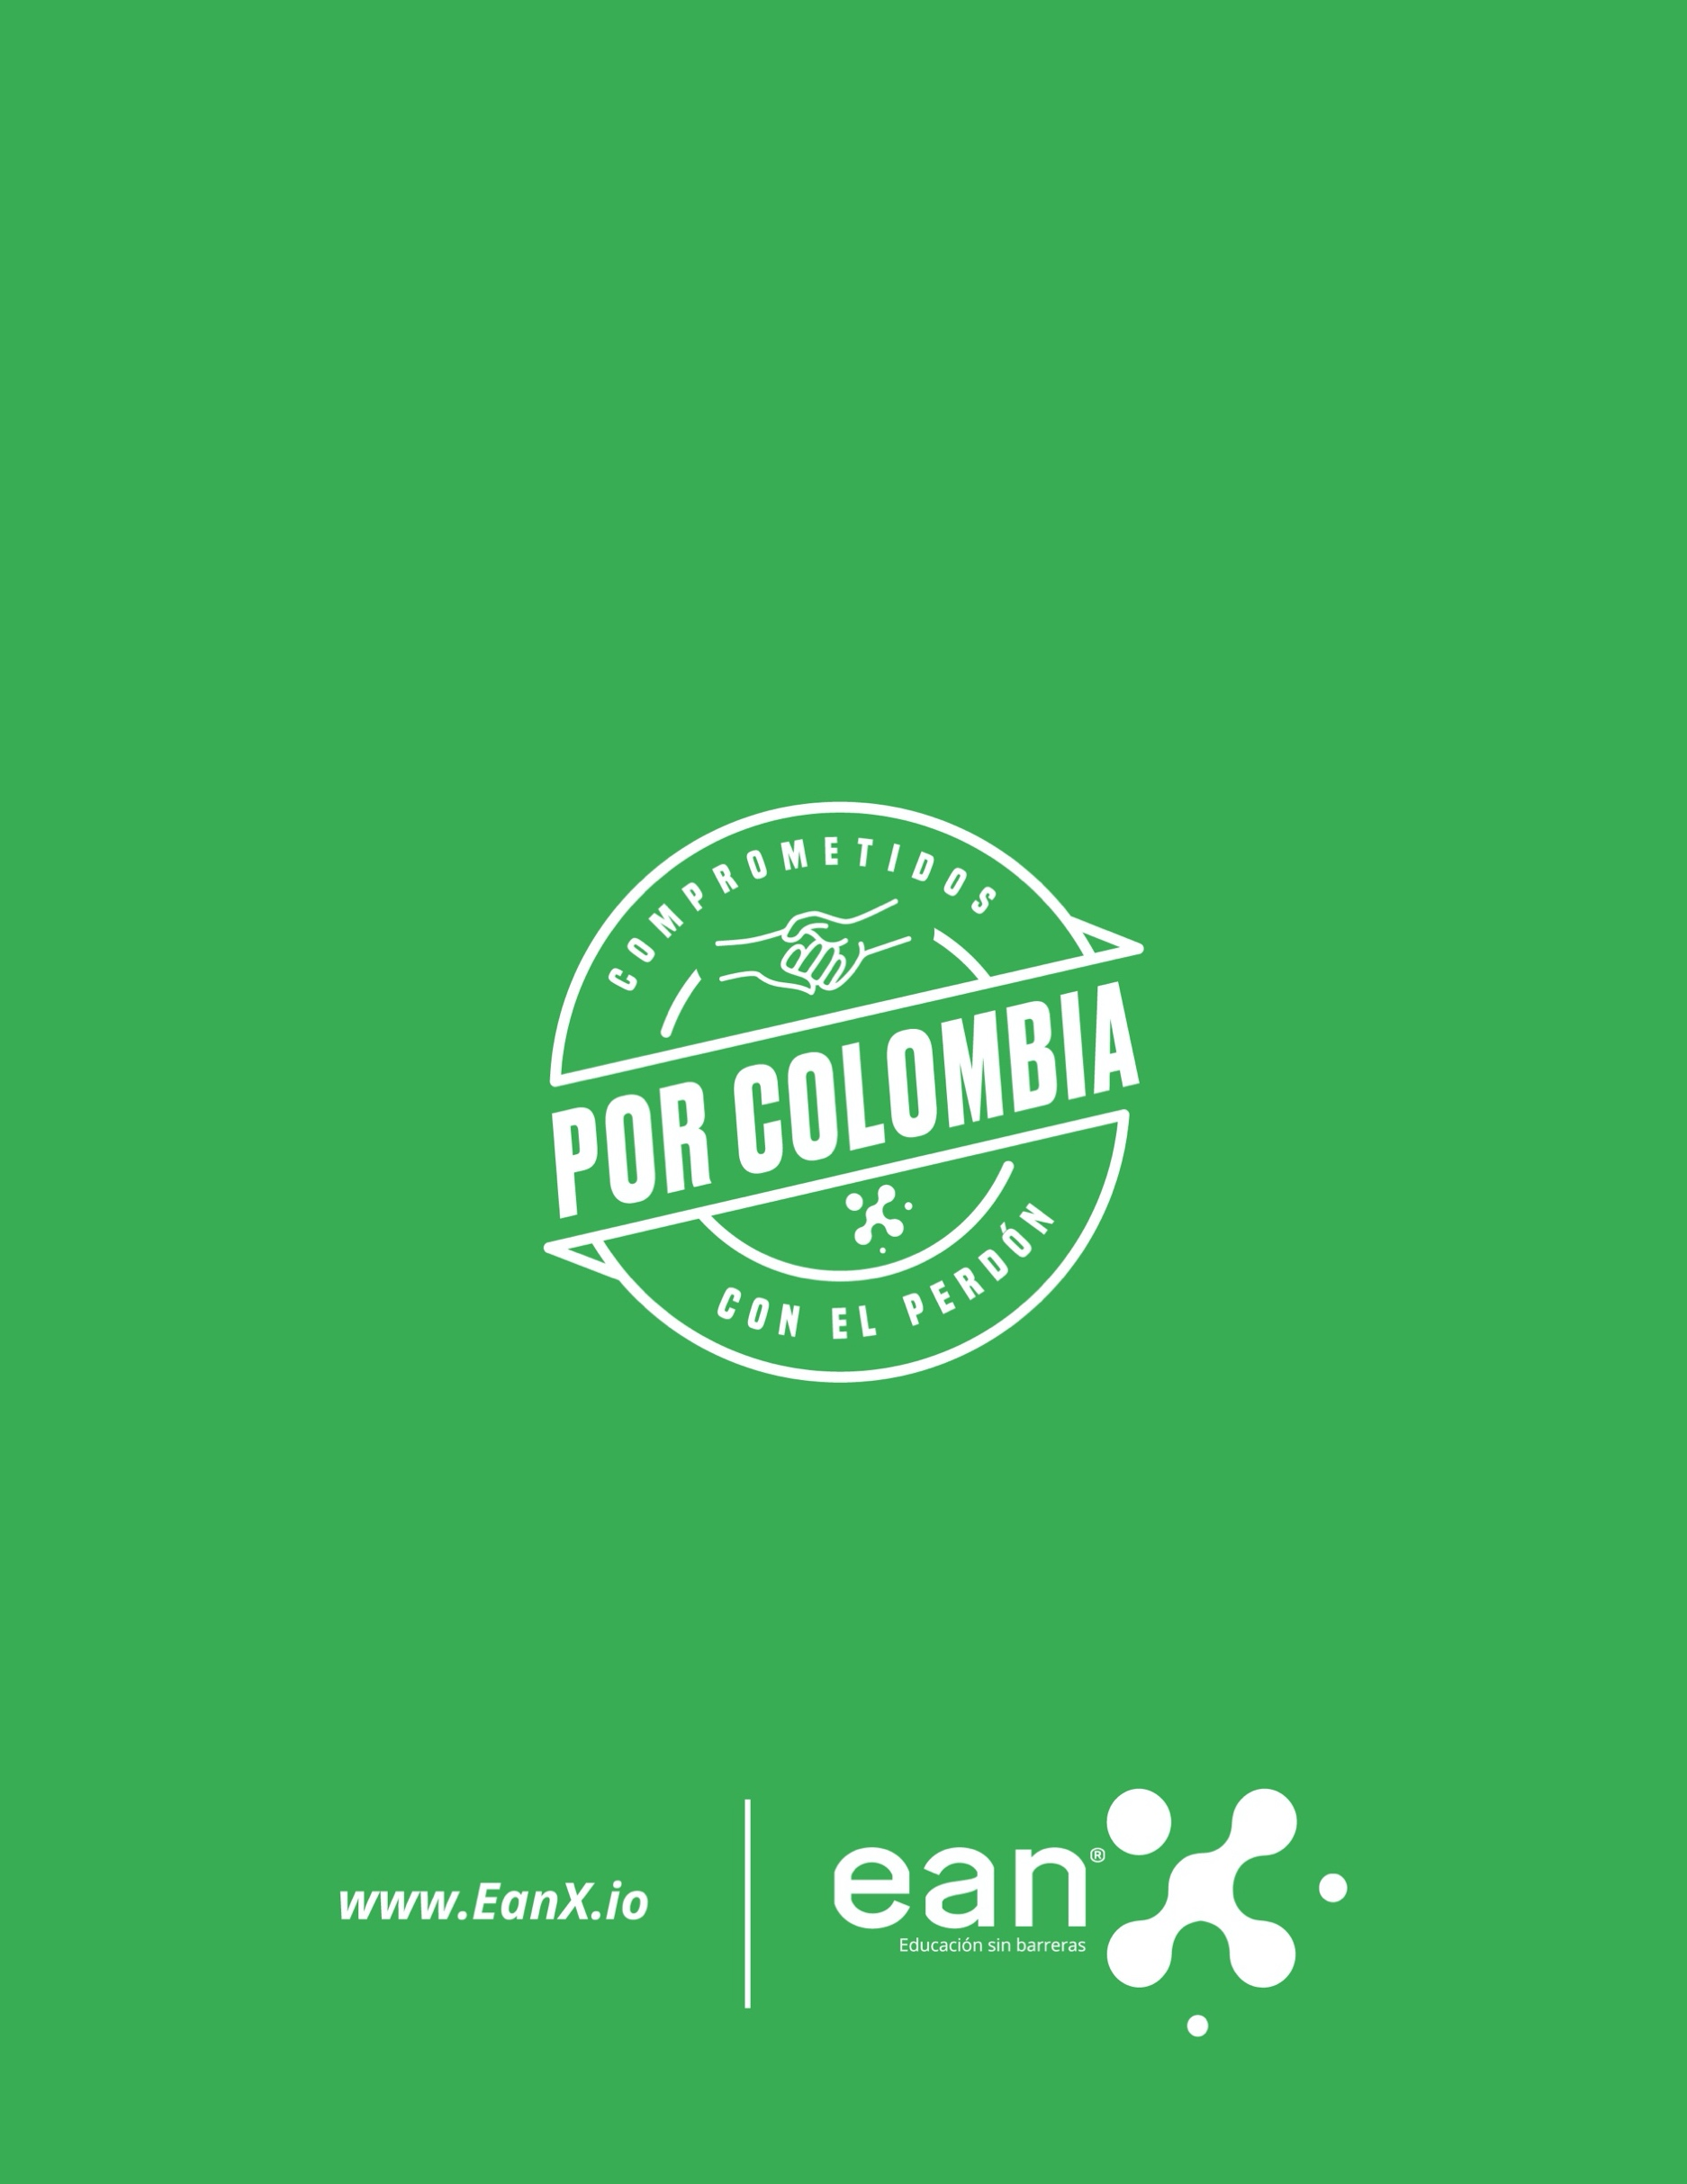 COMPROMETIDOS
POR COLOMBIA
CON EL PERDÓN
www.EanX.io
ean®
Educación sin barreras